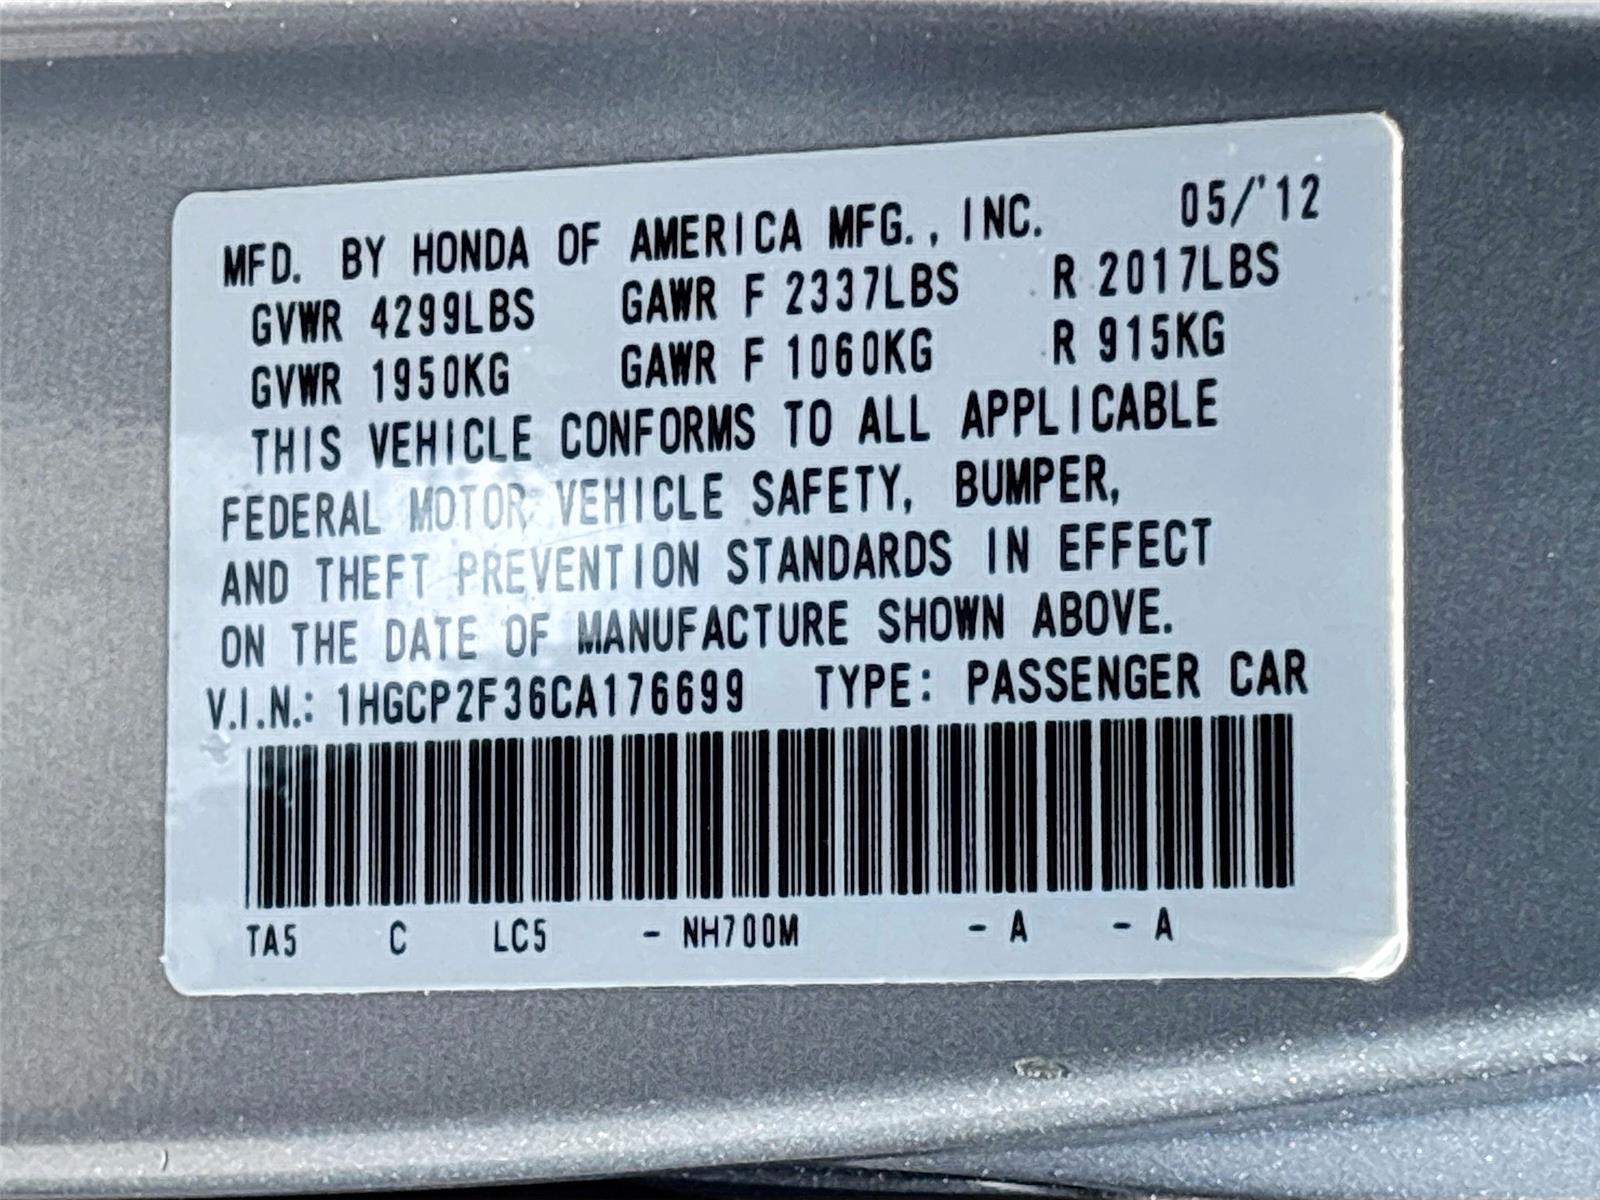 MFD. BY HONDA OF AMERICA MFG., INC. 05/'12
GVWR 4299LBS GAWR F 2337LBS R 2017LBS
GVWR 1950KG GAWR F 1060KG R 915KG
THIS VEHICLE CONFORMS TO ALL APPLICABLE
FEDERAL MOTOR VEHICLE SAFETY, BUMPER,
AND THEFT PREVENTION STANDARDS IN EFFECT
ON THE DATE OF MANUFACTURE SHOWN ABOVE.
V.I.N.: 1HGCP2F36CA176699 TYPE: PASSENGER CAR
TA5 C LC5 - NH700M - A - A